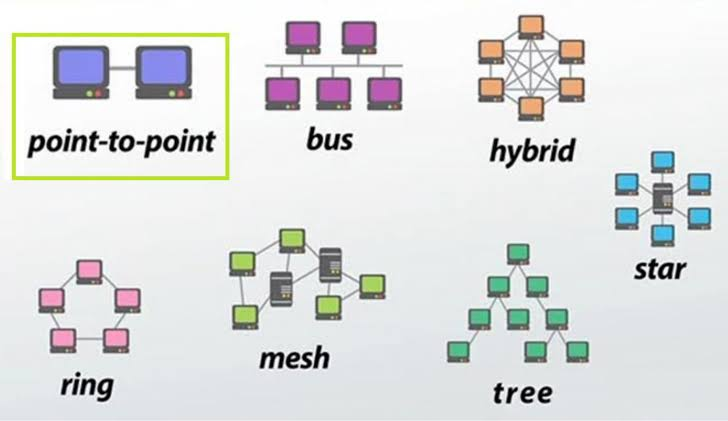 point-to-point
bus
hybrid
star
ring
mesh
tree